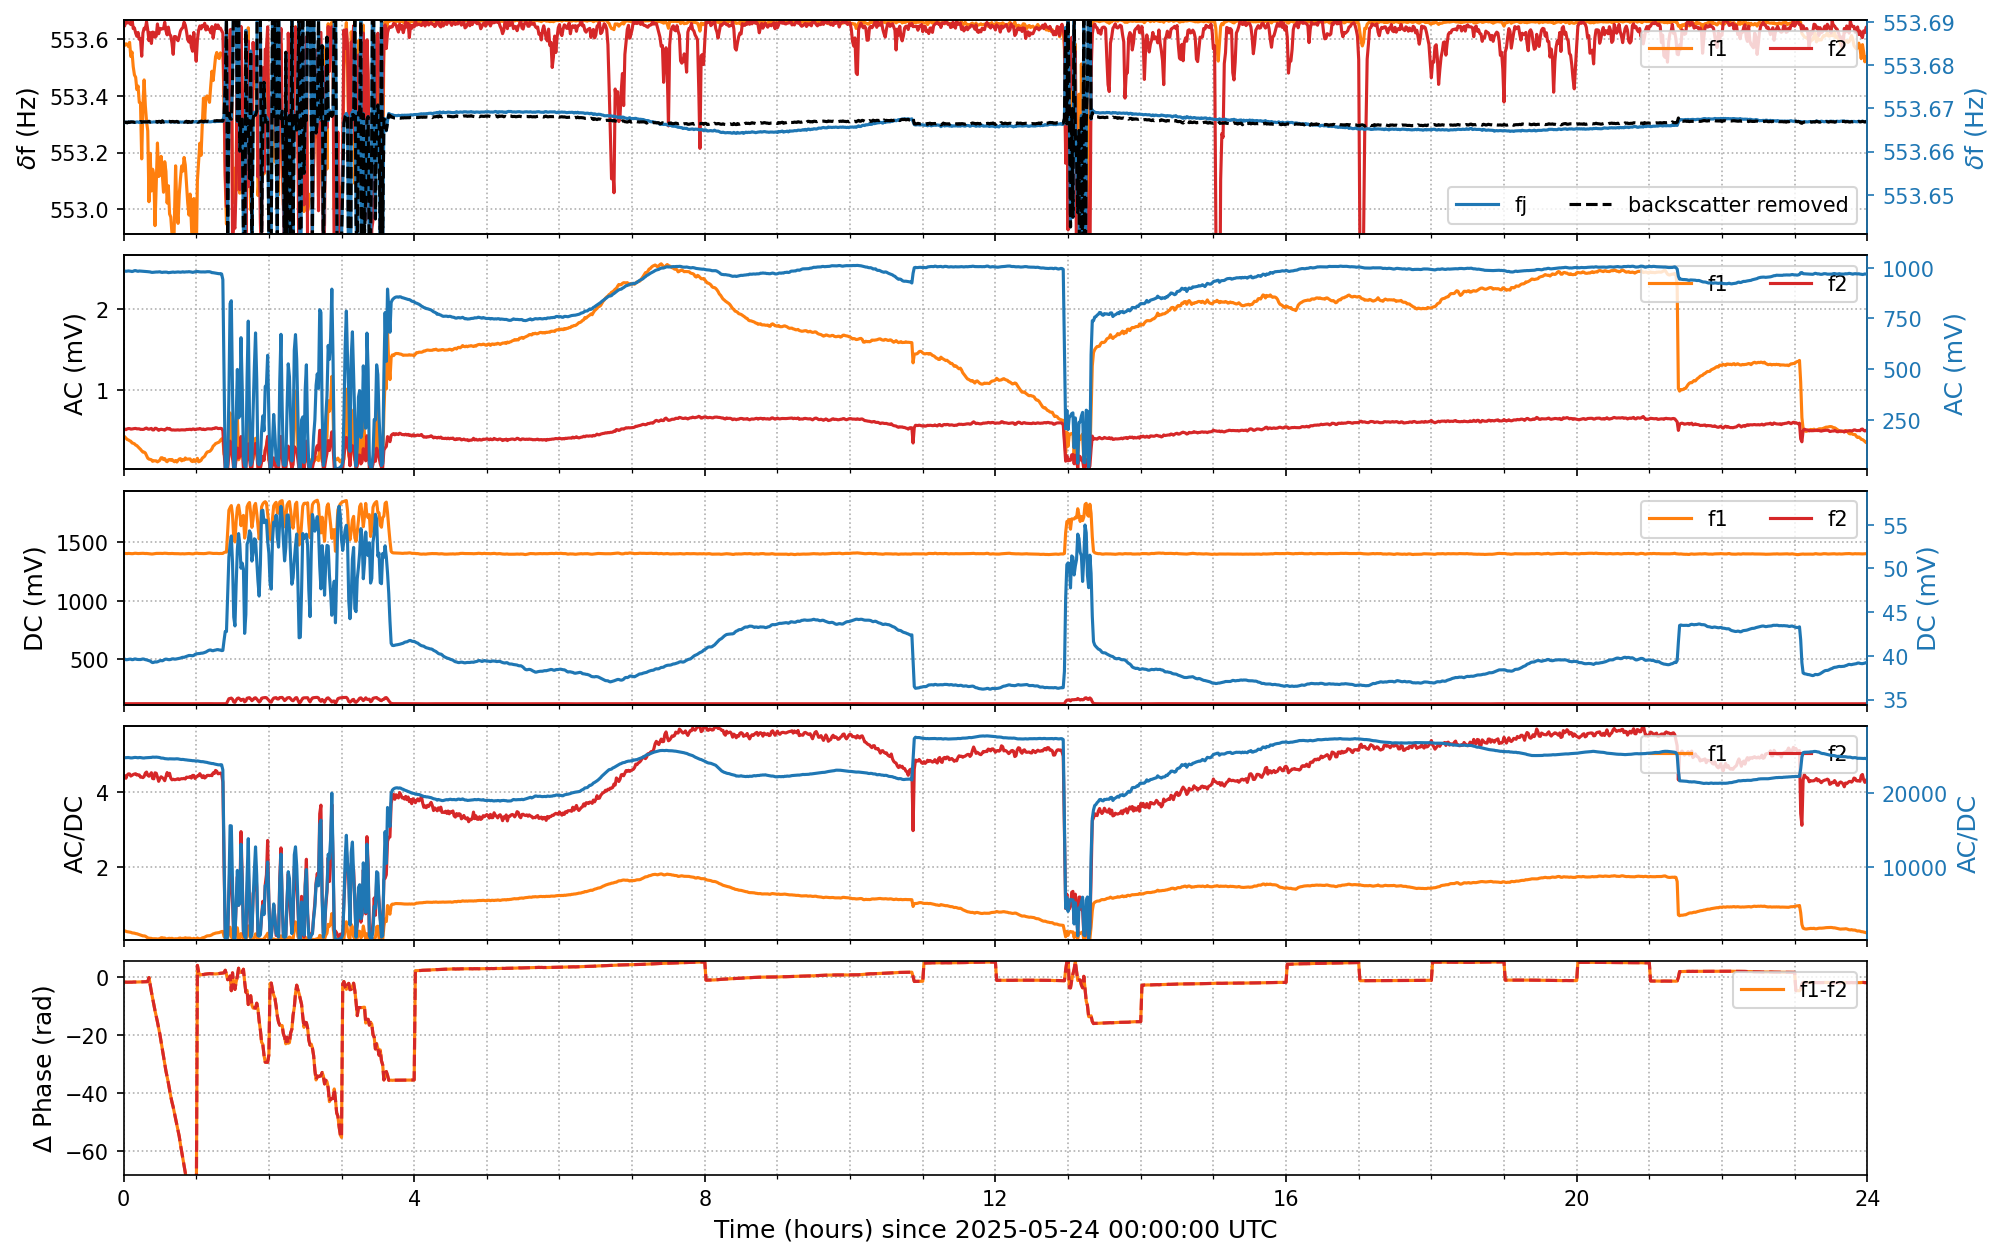 δf (Hz)
553.6
553.4
553.2
553.0
f1 f2
fj backscatter removed
553.69
553.68
553.67
553.66
553.65
δf (Hz)
AC (mV)
2
1
f1 f2
1000
750
500
250
AC (mV)
DC (mV)
1500
1000
500
f1 f2
55
50
45
40
35
DC (mV)
AC/DC
4
2
f1 f2
20000
10000
AC/DC
Δ Phase (rad)
0
−20
−40
−60
f1-f2
0 4 8 12 16 20 24
Time (hours) since 2025-05-24 00:00:00 UTC